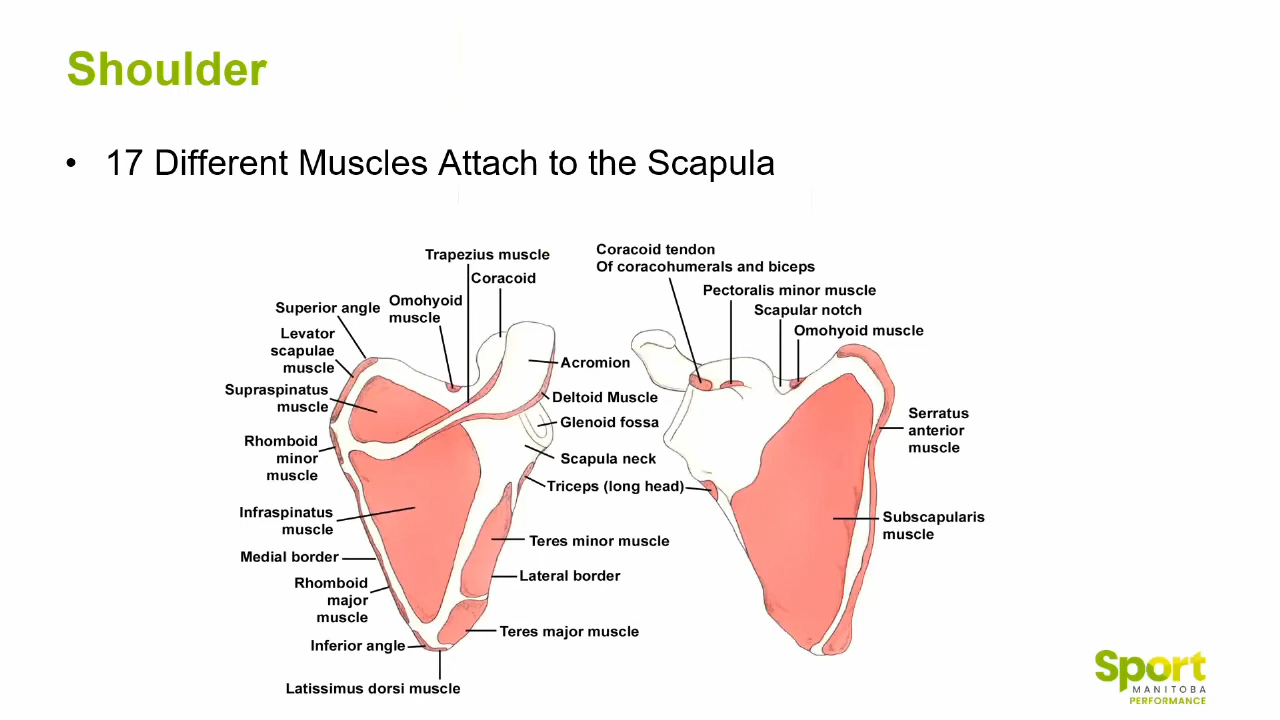 Shoulder
• 17 Different Muscles Attach to the Scapula
Trapezius muscle
Coracoid
Omohyoid
muscle
Superior angle
Levator
scapulae
muscle
Supraspinatus
muscle
Rhomboid
minor
muscle
Infraspinatus
muscle
Medial border
Rhomboid
major
muscle
Inferior angle
Latissimus dorsi muscle
Acromion
Deltoid Muscle
Glenoid fossa
Scapula neck
Triceps (long head)
Teres minor muscle
Lateral border
Teres major muscle
Coracoid tendon
Of coracohumerals and biceps
Pectoralis minor muscle
Scapular notch
Omohyoid muscle
Serratus
anterior
muscle
Subscapularis
muscle
Sport
MANITOBA
PERFORMANCE